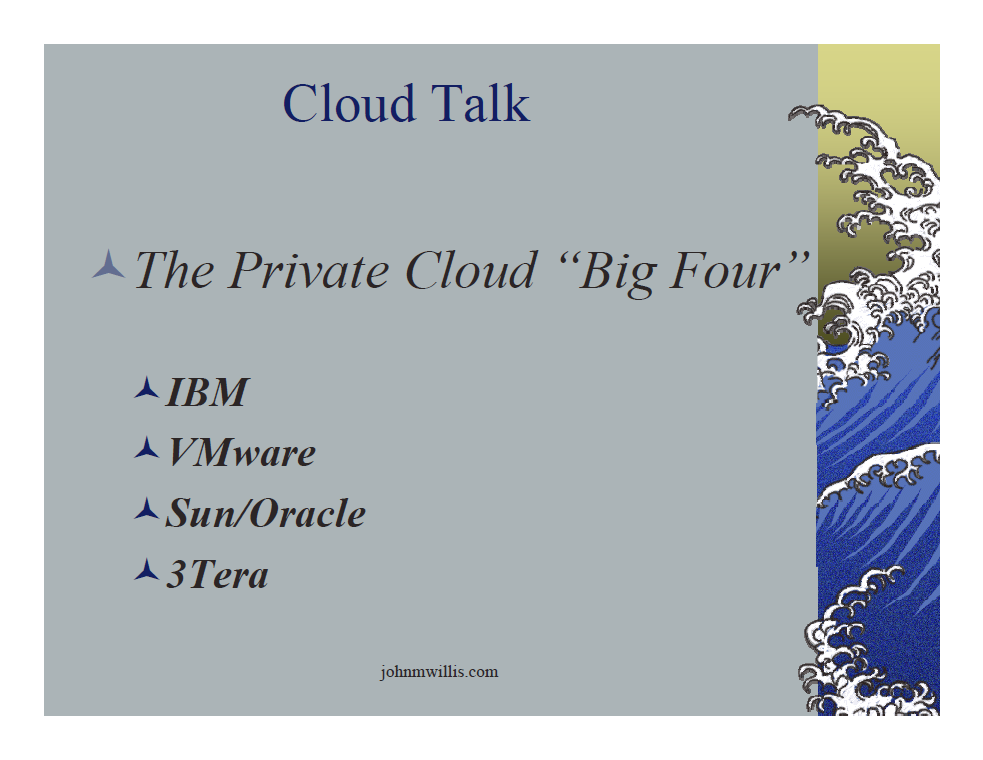 Cloud Talk
The Private Cloud “Big Four”
IBM
VMware
Sun/Oracle
3Tera
johnmwillis.com